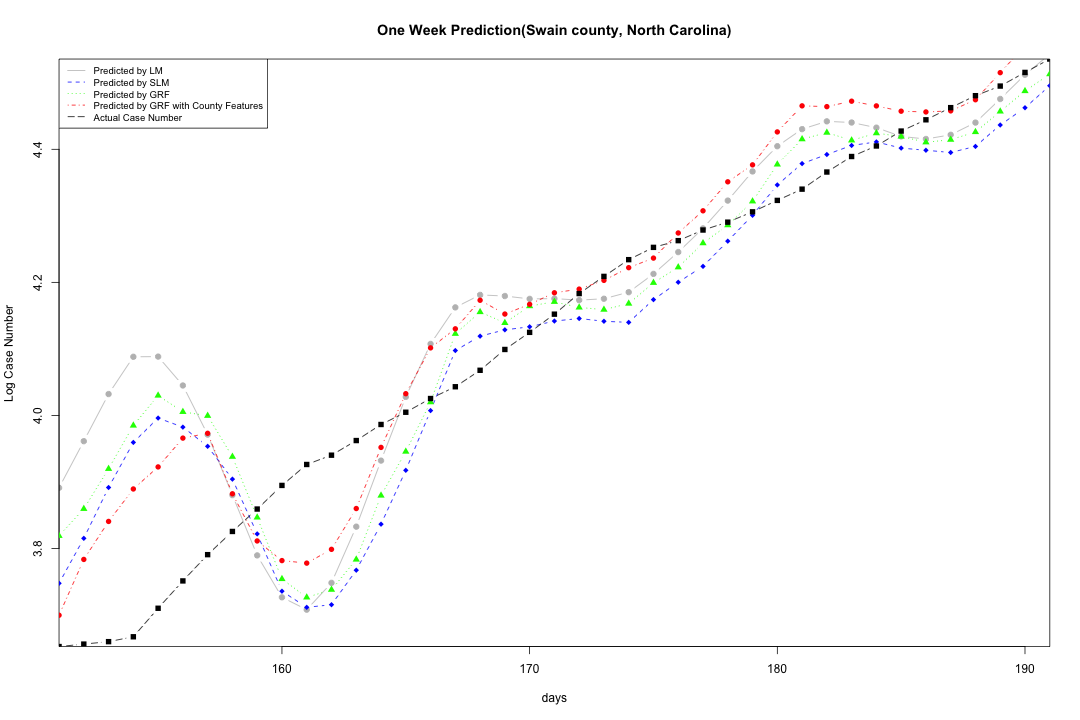 One Week Prediction(Swain county, North Carolina)
Predicted by LM
Predicted by SLM
Predicted by GRF
Predicted by GRF with County Features
Actual Case Number
Log Case Number
4.4
4.2
4.0
3.8
160
170
180
190
days